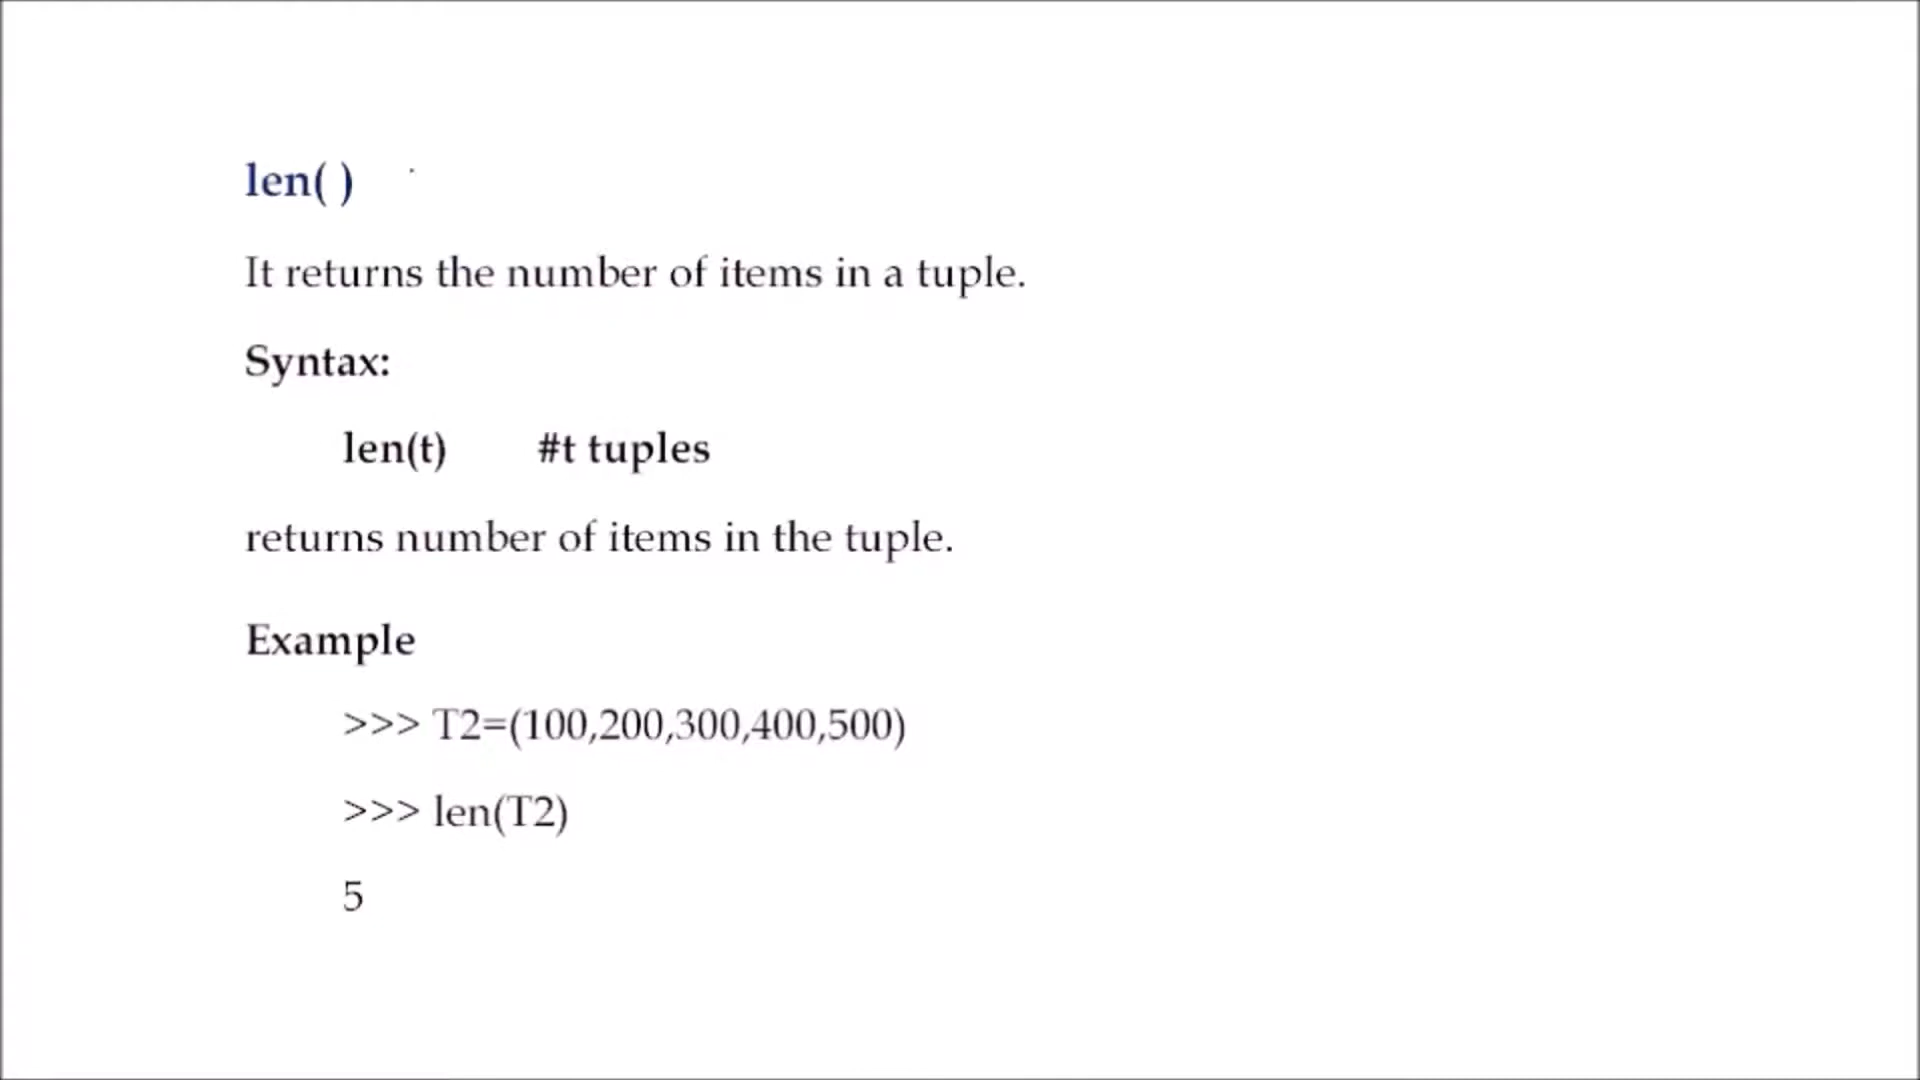 len( )
It returns the number of items in a tuple.
Syntax:
len(t) #t tuples
returns number of items in the tuple.
Example
>>> T2=(100,200,300,400,500)
>>> len(T2)
5